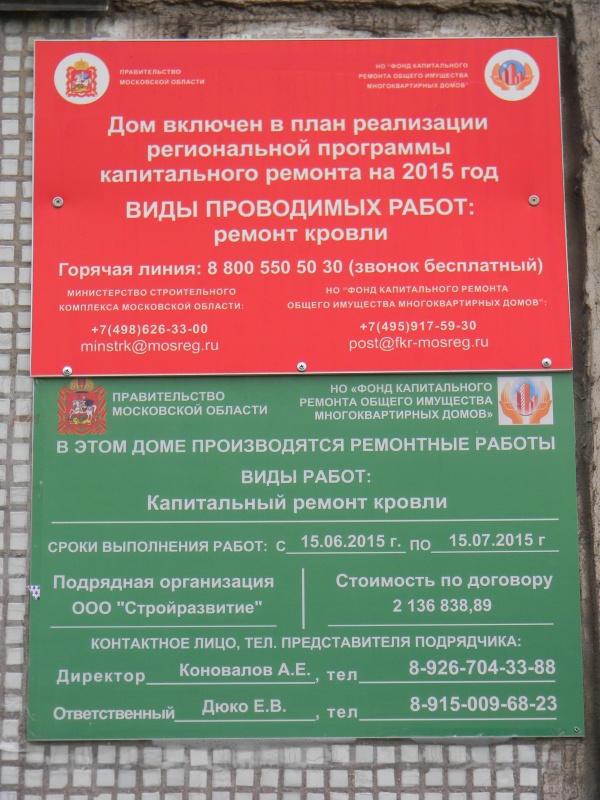 ПРАВИТЕЛЬСТВО
МОСКОВСКОЙ ОБЛАСТИ
НО "ФОНД КАПИТАЛЬНОГО
РЕМОНТА ОБЩЕГО ИМУЩЕСТВА
МНОГОКВАРТИРНЫХ ДОМОВ"
Дом включен в план реализации
региональной программы
капитального ремонта на 2015 год
ВИДЫ ПРОВОДИМЫХ РАБОТ:
ремонт кровли
Горячая линия: 8 800 550 50 30 (звонок бесплатный)
МИНИСТЕРСТВО СТРОИТЕЛЬНОГО
КОМПЛЕКСА МОСКОВСКОЙ ОБЛАСТИ:
+7(498)626-33-00
minstrk@mosreg.ru
НО "ФОНД КАПИТАЛЬНОГО РЕМОНТА
ОБЩЕГО ИМУЩЕСТВА МНОГОКВАРТИРНЫХ ДОМОВ":
+7(495)917-59-30
post@fkr-mosreg.ru
ПРАВИТЕЛЬСТВО
МОСКОВСКОЙ ОБЛАСТИ
НО «ФОНД КАПИТАЛЬНОГО
РЕМОНТА ОБЩЕГО ИМУЩЕСТВА
МНОГОКВАРТИРНЫХ ДОМОВ»
В ЭТОМ ДОМЕ ПРОИЗВОДЯТСЯ РЕМОНТНЫЕ РАБОТЫ
ВИДЫ РАБОТ:
Капитальный ремонт кровли
СРОКИ ВЫПОЛНЕНИЯ РАБОТ: С 15.06.2015 г. ПО 15.07.2015 г
Подрядная организация
ООО "Стройразвитие"
Стоимость по договору
2 136 838,89
КОНТАКТНОЕ ЛИЦО, ТЕЛ. ПРЕДСТАВИТЕЛЯ ПОДРЯДЧИКА:
Директор Коновалов А.Е., тел 8-926-704-33-88
Ответственный Дюко Е.В. , тел 8-915-009-68-23